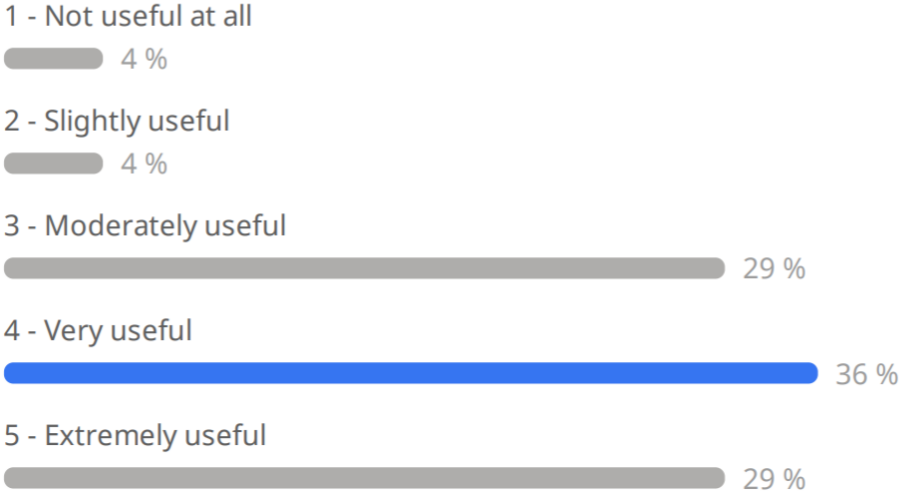 1 - Not useful at all
4 %
2 - Slightly useful
4 %
3 - Moderately useful
29 %
4 - Very useful
36 %
5 - Extremely useful
29 %